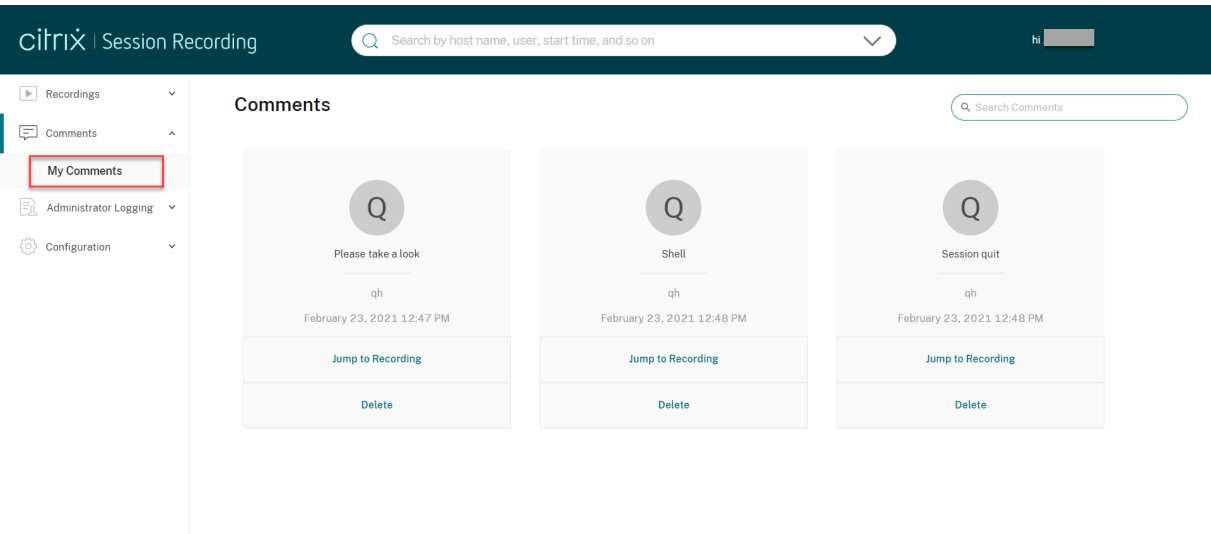 citrix | Session Recording
Search by host name, user, start time, and so on
hi
Recordings
Comments
My Comments
Administrator Logging
Configuration
Comments
Search Comments
Q
Please take a look
qh
February 23, 2021 12:47 PM
Jump to Recording
Delete
Q
Shell
qh
February 23, 2021 12:48 PM
Jump to Recording
Delete
Q
Session quit
qh
February 23, 2021 12:48 PM
Jump to Recording
Delete